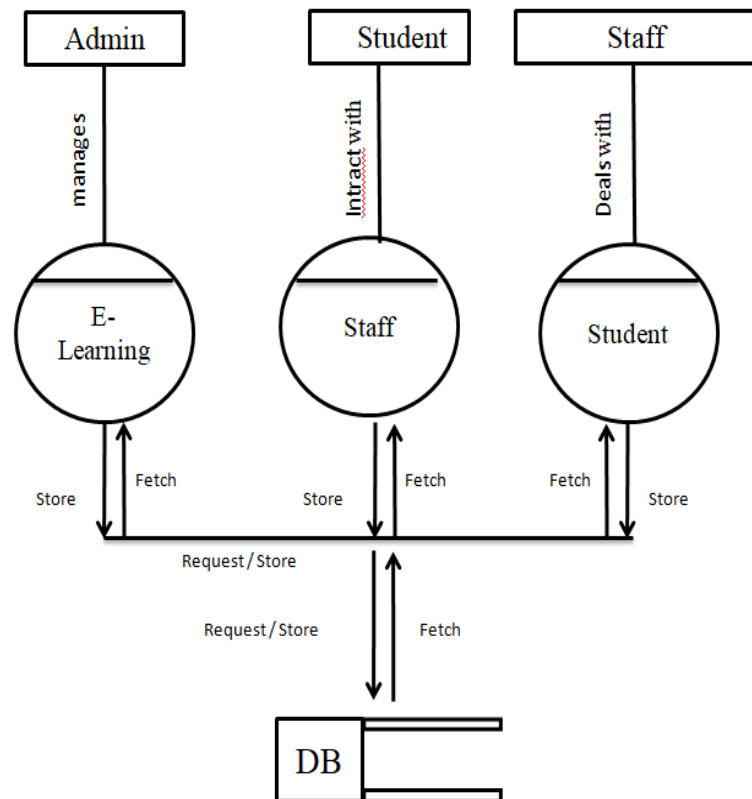 Admin
Student
Staff
manages
Intract with
Deals with
E-
Learning
Staff
Student
Store
Fetch
Store
Fetch
Fetch
Store
Request / Store
Request / Store
Fetch
DB